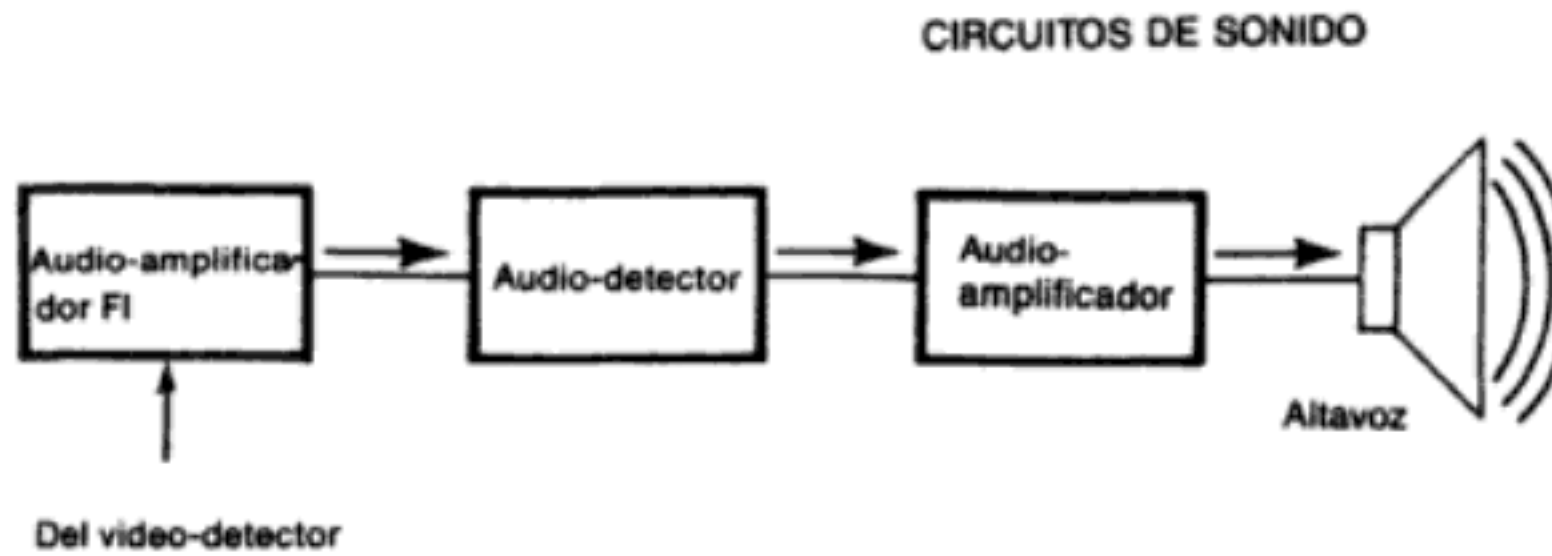 CIRCUITOS DE SONIDO
Audio-amplifica-
dor FI
Audio-detector
Audio-
amplificador
Altavoz
Del video-detector